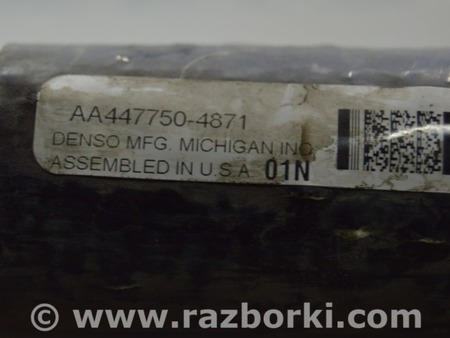 AA447750-4871
DENSO MFG. MICHIGAN INC
ASSEMBLED IN U.S.A 01N
© www.razborki.com